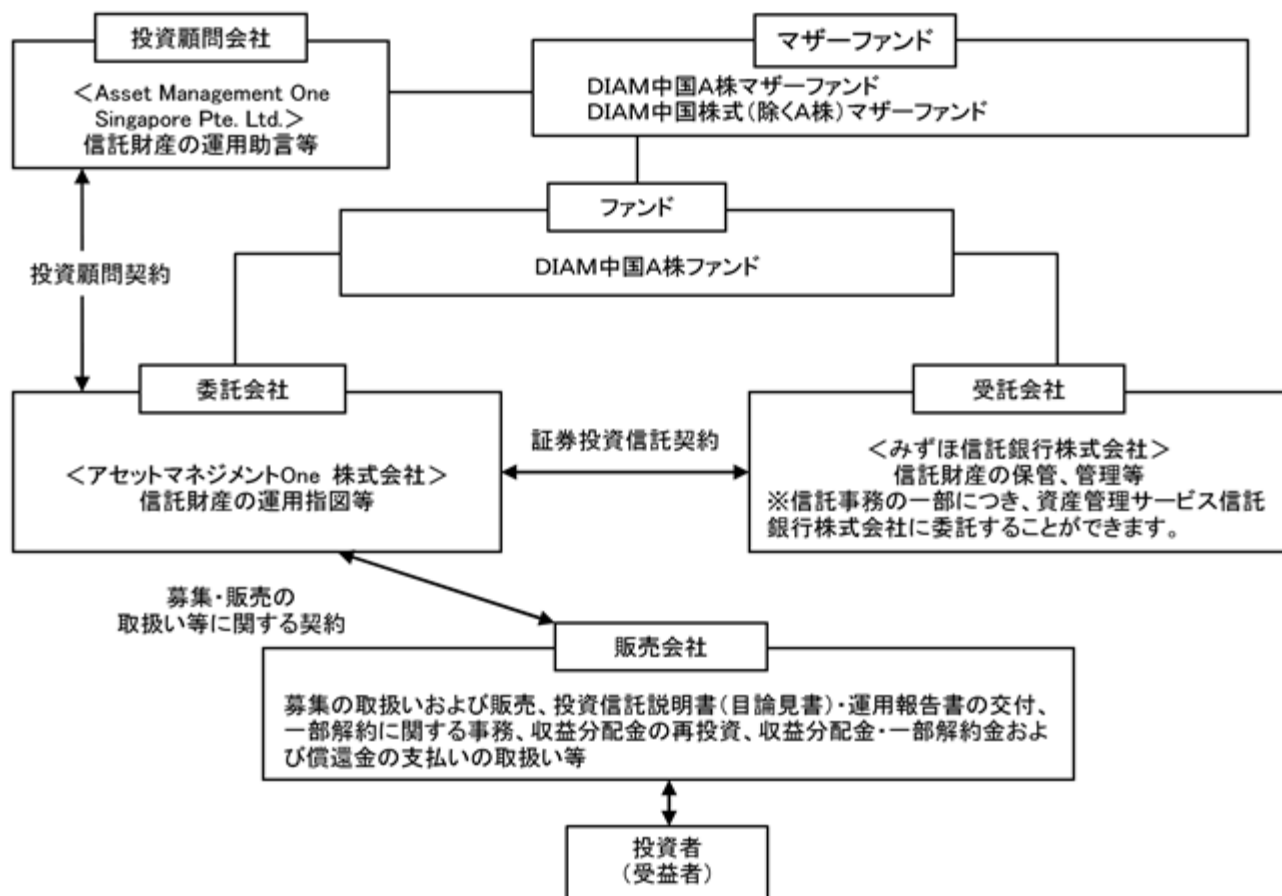 投資顧問会社
<Asset Management One
Singapore Pte. Ltd.>
信託財産の運用助言等
マザーファンド
DIAM中国A株マザーファンド
DIAM中国株式(除くA株)マザーファンド
ファンド
DIAM中国A株ファンド
投資顧問契約
委託会社
<アセットマネジメントOne 株式会社>
信託財産の運用指図等
証券投資信託契約
受託会社
<みずほ信託銀行株式会社>
信託財産の保管、管理等
※信託事務の一部につき、資産管理サービス信託
銀行株式会社に委託することができます。
募集・販売の
取扱い等に関する契約
販売会社
募集の取扱いおよび販売、投資信託説明書(目論見書)・運用報告書の交付、
一部解約に関する事務、収益分配金の再投資、収益分配金・一部解約金およ
び償還金の支払いの取扱い等
投資者
(受益者)